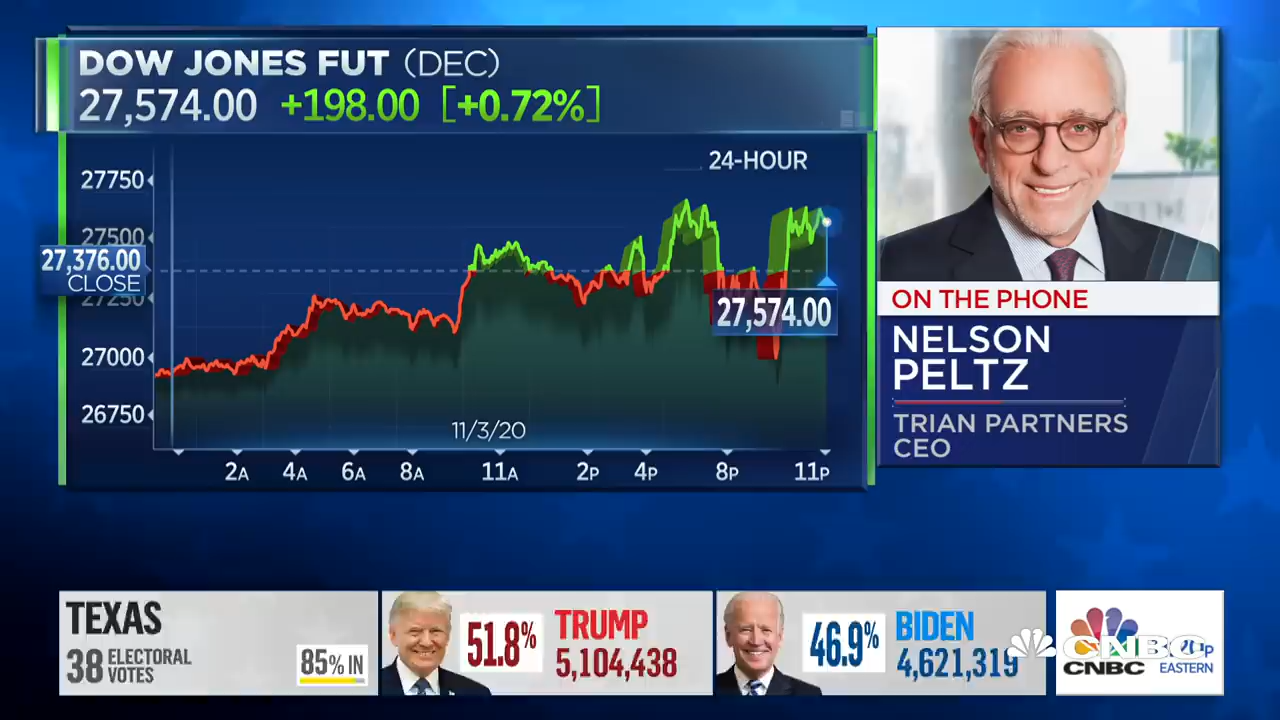 DOW JONES FUT (DEC)
27,574.00 +198.00 [+0.72%]
24-HOUR
27750
27500
27,376.00
CLOSE
27250
27000
26750
27,574.00
11/3/20
2A 4A 6A 8A 11A 2P 4P 8P 11P
ON THE PHONE
NELSON
PELTZ
TRIAN PARTNERS
CEO
TEXAS
38 ELECTORAL VOTES
85% IN
51.8%
TRUMP
5,104,438
46.9%
BIDEN
4,621,319
CNBC
CNBC
EASTERN